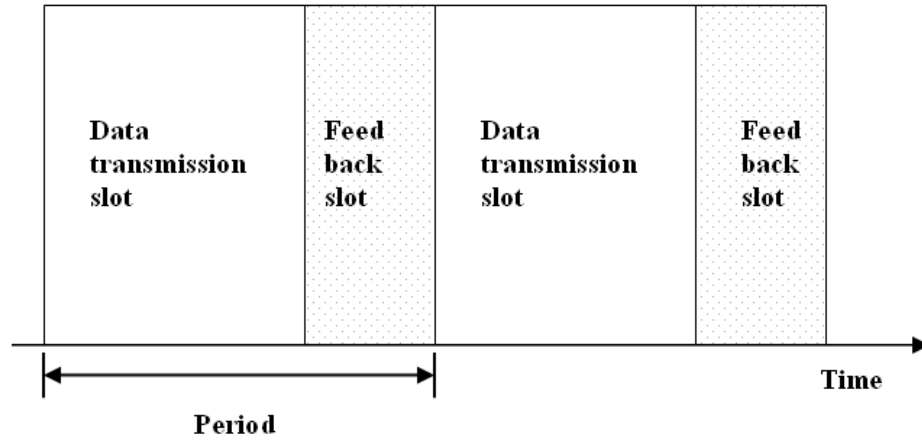 Data
transmission
slot
Feed
back
slot
Data
transmission
slot
Feed
back
slot
Time
Period